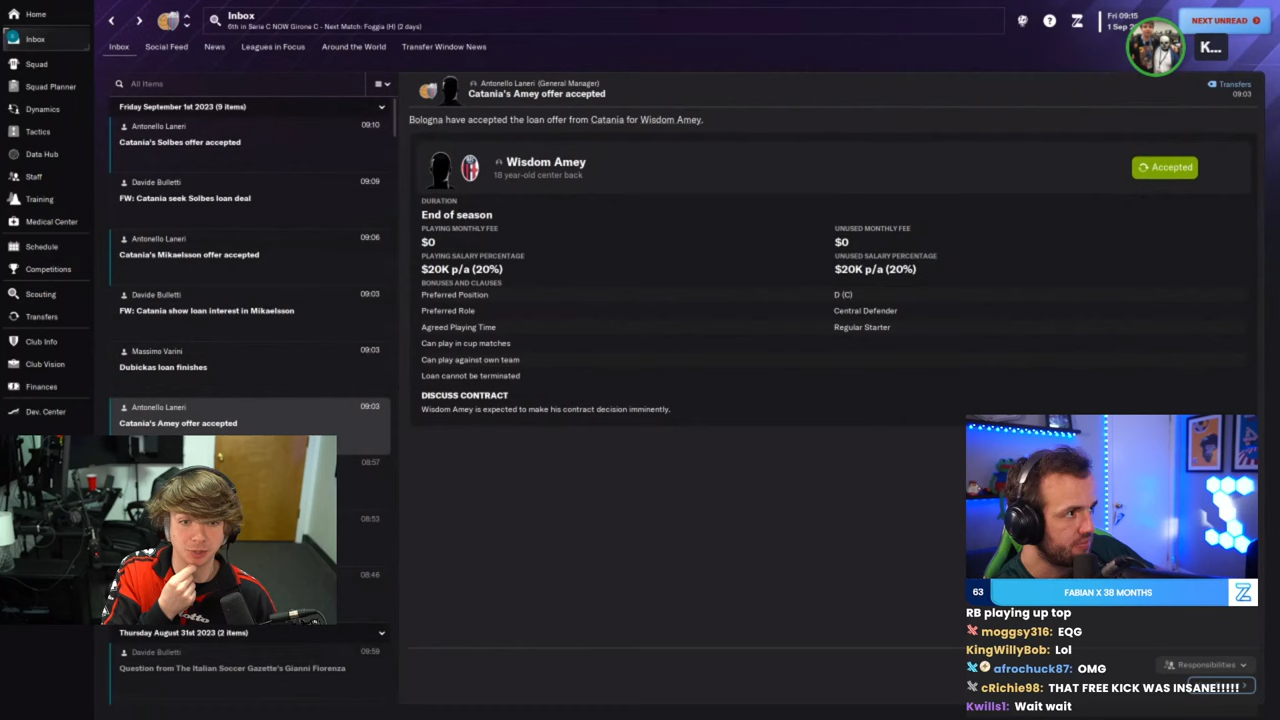 Home
Inbox
Squad
Squad Planner
Dynamics
Tactics
Data Hub
Staff
Training
Medical Center
Schedule
Competitions
Scouting
Transfers
Club Info
Club Vision
Finances
Dev. Center
Inbox
6th in Serie C NOW Girone C - Next Match: Foggia (H) (2 days)
Fri 09:15
1 Sep
NEXT UNREAD
K...
Inbox
Social Feed
News
Leagues in Focus
Around the World
Transfer Window News
All Items
Friday September 1st 2023 (9 items)
Antonello Laneri
09:10
Catania's Solbes offer accepted
Davide Bulletti
09:09
FW: Catania seek Solbes loan deal
Antonello Laneri
09:06
Catania's Mikaelsson offer accepted
Davide Bulletti
09:03
FW: Catania show loan interest in Mikaelsson
Massimo Varini
09:03
Dubickas loan finishes
Antonello Laneri
09:03
Catania's Amey offer accepted
08:57
08:53
08:46
Thursday August 31st 2023 (2 items)
Davide Bulletti
09:59
Question from The Italian Soccer Gazette's Gianni Fiorenza
Antonello Laneri (General Manager)
Catania's Amey offer accepted
Transfers
09:03
Bologna have accepted the loan offer from Catania for Wisdom Amey.
Wisdom Amey
18 year-old center back
Accepted
DURATION
End of season
PLAYING MONTHLY FEE
UNUSED MONTHLY FEE
$0
$0
PLAYING SALARY PERCENTAGE
UNUSED SALARY PERCENTAGE
$20K p/a (20%)
$20K p/a (20%)
BONUSES AND CLAUSES
Preferred Position
D (C)
Preferred Role
Central Defender
Agreed Playing Time
Regular Starter
Can play in cup matches
Can play against own team
Loan cannot be terminated
DISCUSS CONTRACT
Wisdom Amey is expected to make his contract decision imminently.
63
FABIAN X 38 MONTHS
RB playing up top
moggsy316: EQG
KingWillyBob: Lol
afrochuck87: OMG
cRichie98: THAT FREE KICK WAS INSANE!!!!!
Kwills1: Wait wait
Responsibilities